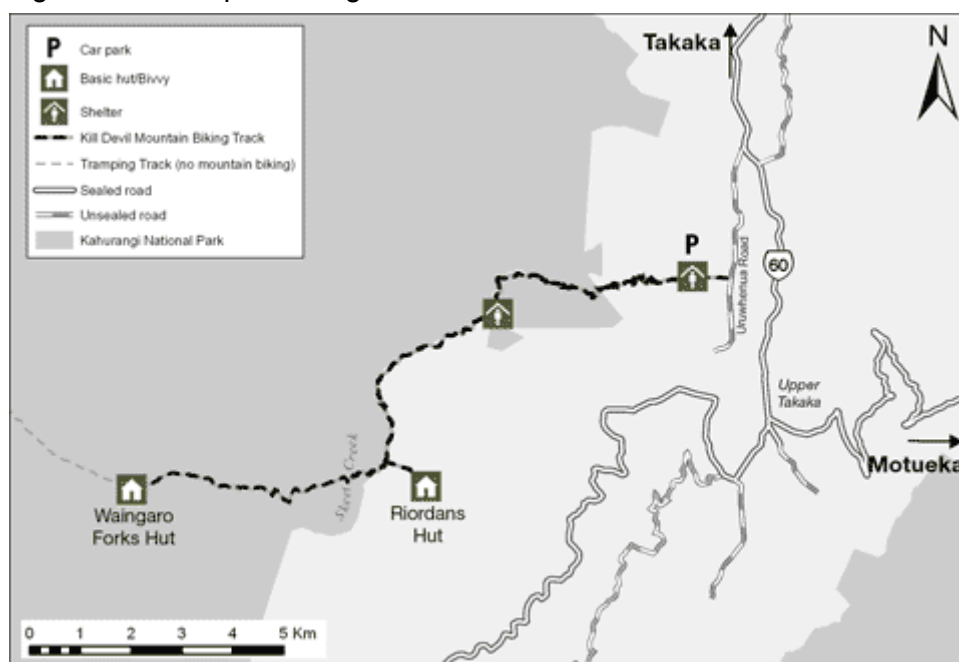 P Car park
Basic hut/Bivvy
Shelter
Kill Devil Mountain Biking Track
Tramping Track (no mountain biking)
Sealed road
Unsealed road
Kahurangi National Park
Takaka
N
P
60
Uruwhenua Road
Upper
Takaka
Motueka
Skeet Creek
Waingaro
Forks Hut
Riordans
Hut
0 1 2 3 4 5 Km